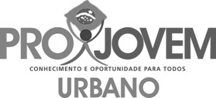 PROJOVEM
CONHECIMENTO E OPORTUNIDADE PARA TODOS
URBANO